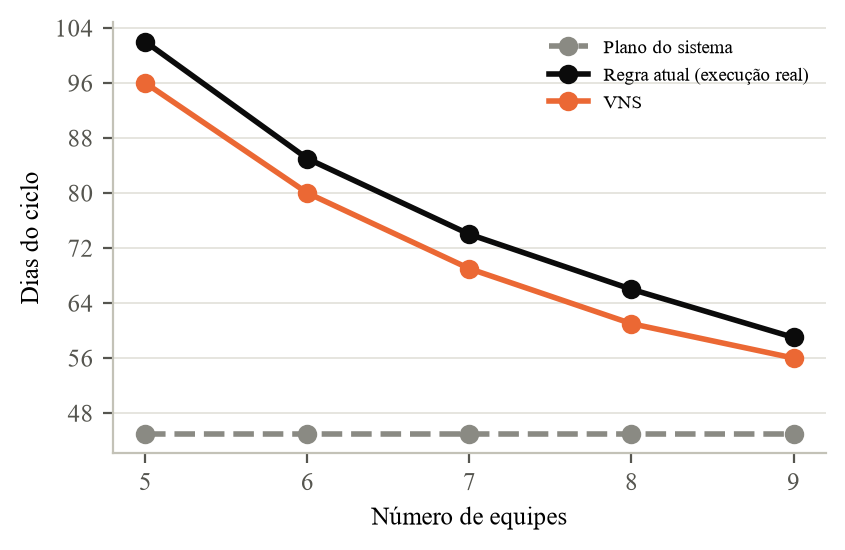 104
96
88
80
72
64
56
48
Dias do ciclo
Plano do sistema
Regra atual (execução real)
VNS
5 6 7 8 9
Número de equipes